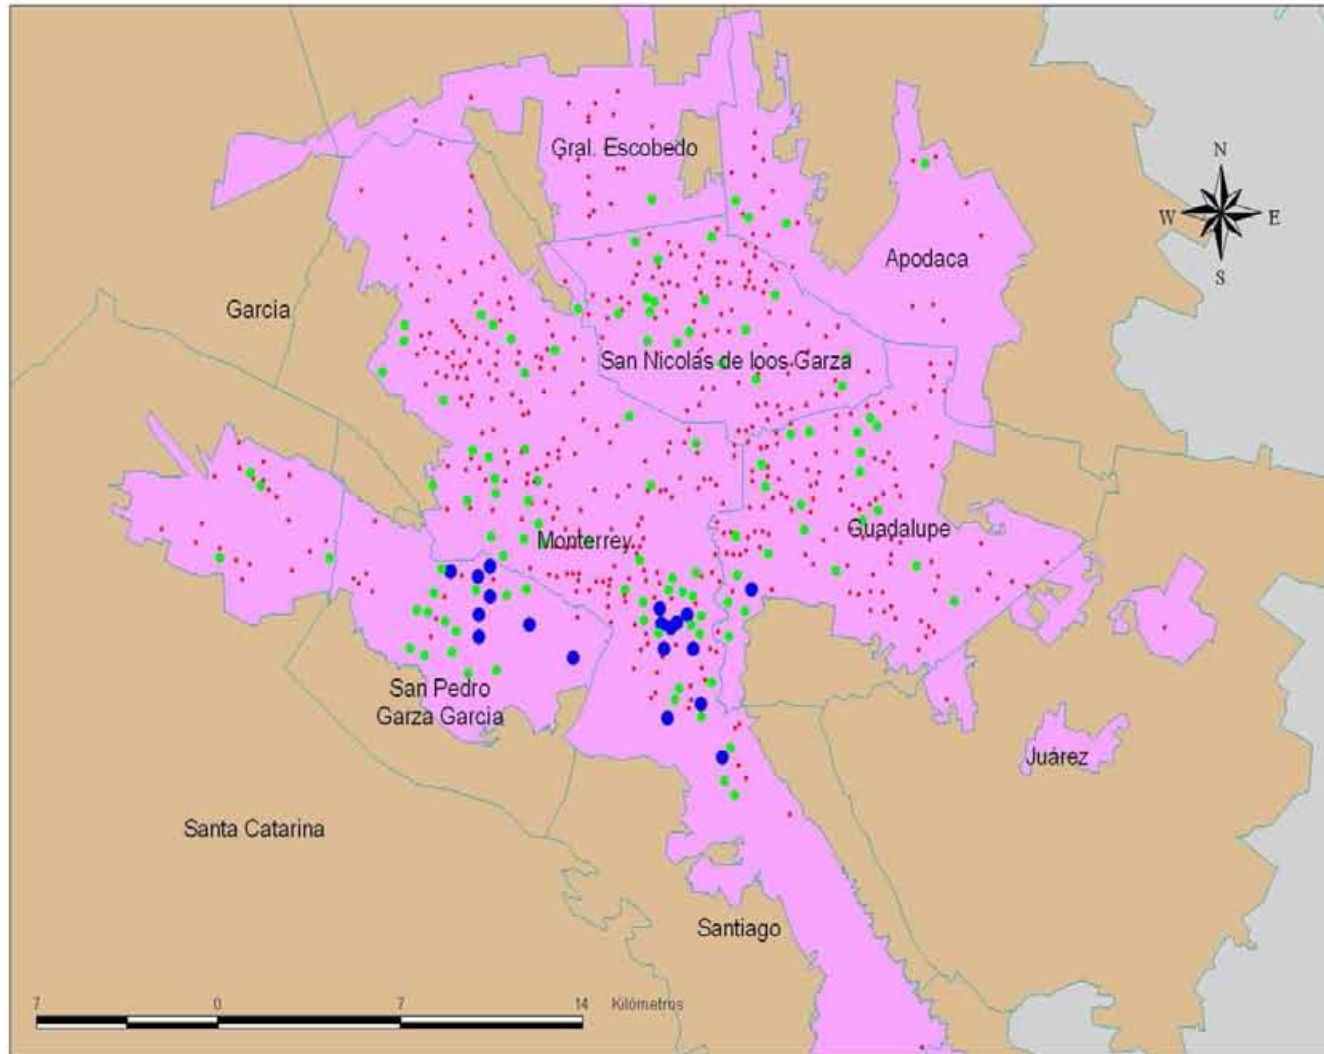 Gral. Escobedo
N
W
E
S
Apodaca
Garcia
San Nicolás de loos Garza
Monterrey
Guadalupe
San Pedro
Garza Garcia
Juárez
Santa Catarina
Santiago
7 0 7 14 Kilómetros